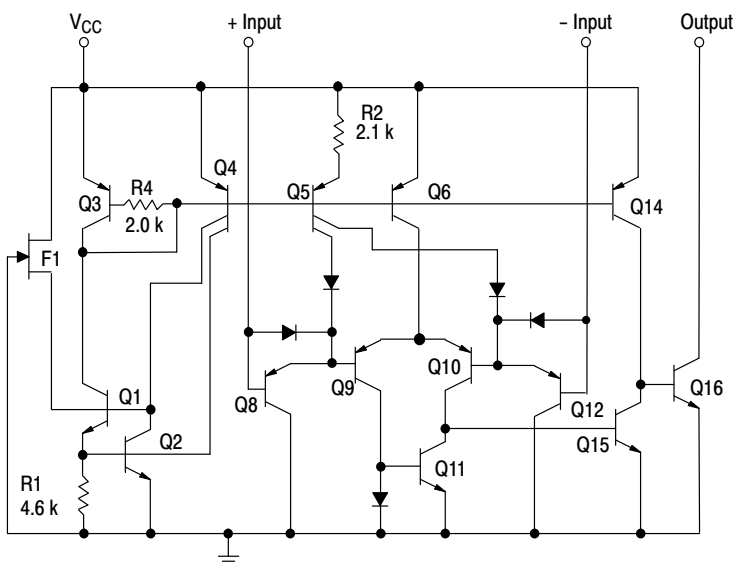 V_CC
+ Input
– Input
Output
R2
2.1 k
Q4
Q3
R4
2.0 k
Q5
Q6
Q14
F1
Q1
Q2
Q8
Q9
Q10
Q12
Q16
Q11
Q15
R1
4.6 k